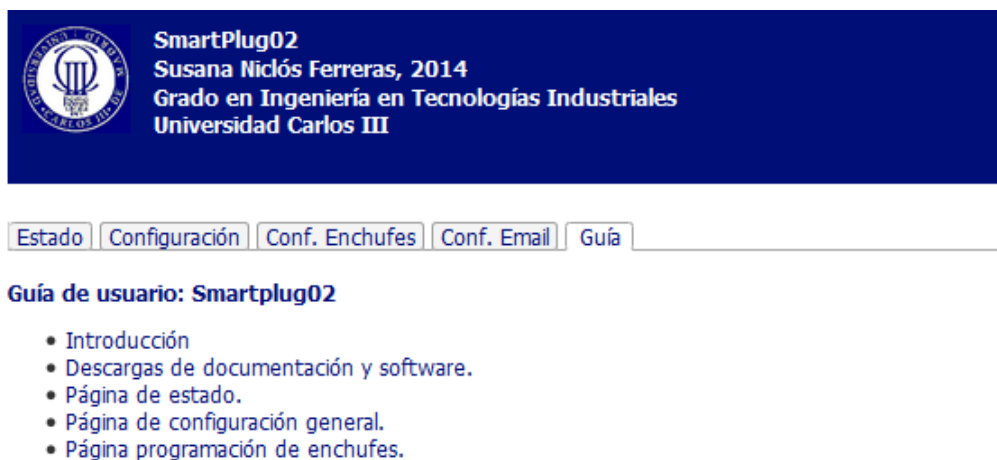 SmartPlug02
Susana Niclós Ferreras, 2014
Grado en Ingeniería en Tecnologías Industriales
Universidad Carlos III
Estado Configuración Conf. Enchufes Conf. Email Guía
Guía de usuario: Smartplug02
• Introducción
• Descargas de documentación y software.
• Página de estado.
• Página de configuración general.
• Página programación de enchufes.